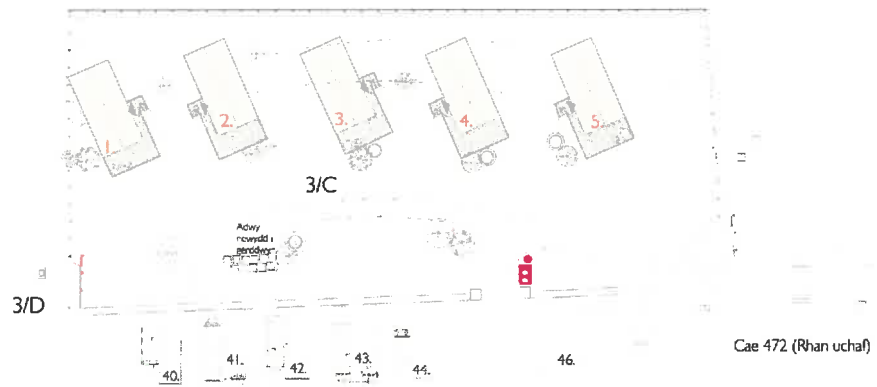 1.
2.
3.
4.
5.
3/C
Adwy
newydd i
gerddwyr
3/D
40.
41.
42.
43.
44.
46.
Cae 472 (Rhan uchaf)